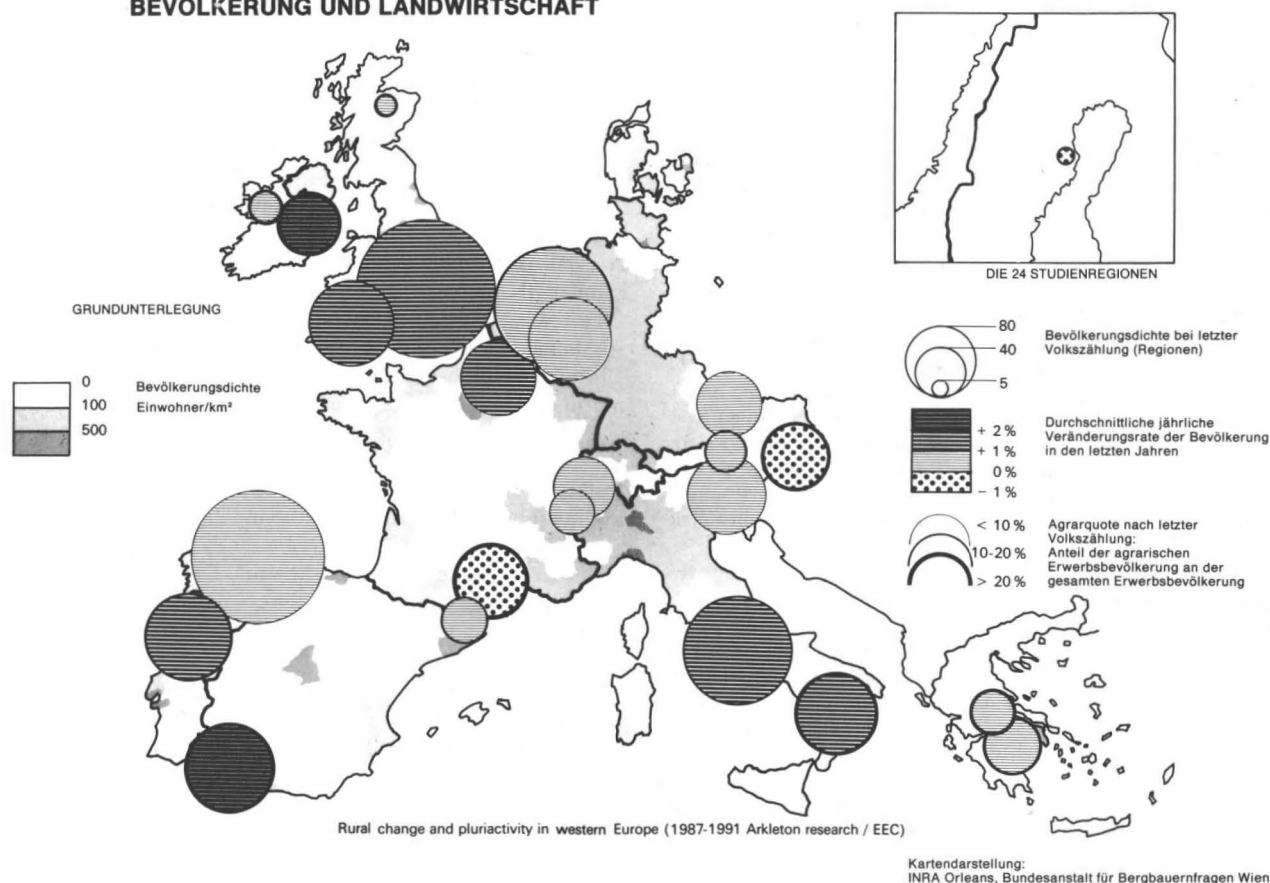 BEVÖLKERUNG UND LANDWIRTSCHAFT
DIE 24 STUDIENREGIONEN
GRUNDUNTERLEGUNG
0
100
500
Bevölkerungsdichte
Einwohner/km²
80
40
5
Bevölkerungsdichte bei letzter
Volkszählung (Regionen)
+ 2 %
+ 1 %
0 %
– 1 %
Durchschnittliche jährliche
Veränderungsrate der Bevölkerung
in den letzten Jahren
< 10 %
10-20 %
> 20 %
Agrarquote nach letzter
Volkszählung:
Anteil der agrarischen
Erwerbsbevölkerung an der
gesamten Erwerbsbevölkerung
Rural change and pluriactivity in western Europe (1987-1991 Arkleton research / EEC)
Kartendarstellung:
INRA Orleans, Bundesanstalt für Bergbauernfragen Wien